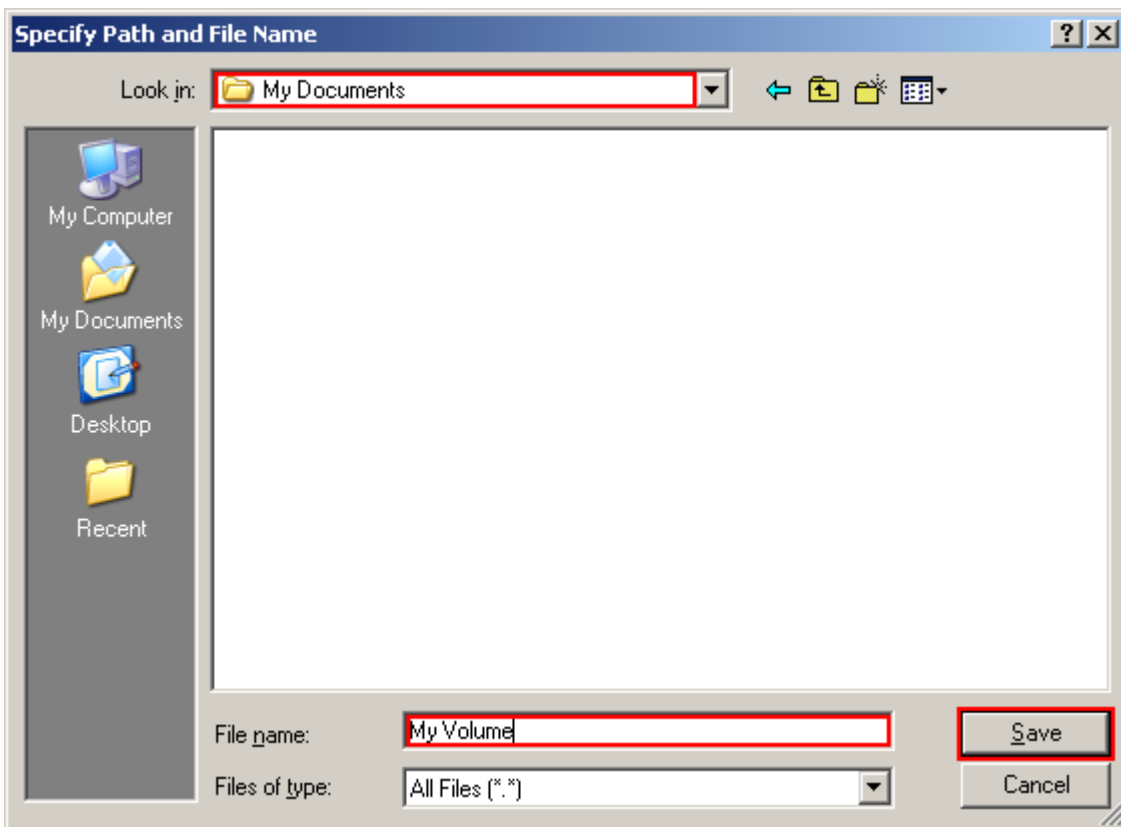 Specify Path and File Name
Look in: My Documents
My Computer
My Documents
Desktop
Recent
File name: My Volume Save
Files of type: All Files (*.*) Cancel